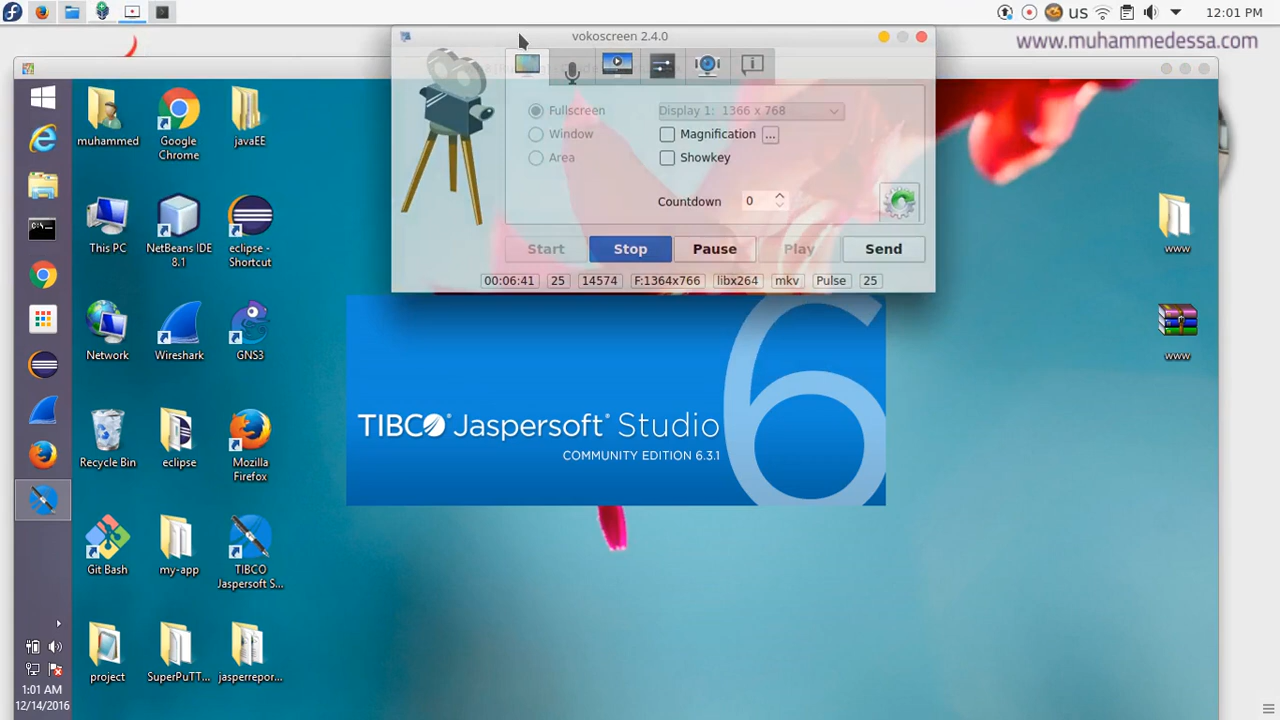 us
12:01 PM
www.muhammedessa.com
vokoscreen 2.4.0
Fullscreen
Display 1: 1366 x 768
Window
Magnification
...
Area
Showkey
Countdown
0
Start
Stop
Pause
Play
Send
00:06:41
25
14574
F:1364x766
libx264
mkv
Pulse
25
muhammed
Google
Chrome
javaEE
This PC
NetBeans IDE
8.1
eclipse -
Shortcut
Network
Wireshark
GNS3
Recycle Bin
eclipse
Mozilla
Firefox
Git Bash
my-app
TIBCO
Jaspersoft S...
project
SuperPuTT...
jasperrepor...
www
www
TIBCO® Jaspersoft® Studio
COMMUNITY EDITION 6.3.1
6
1:01 AM
12/14/2016